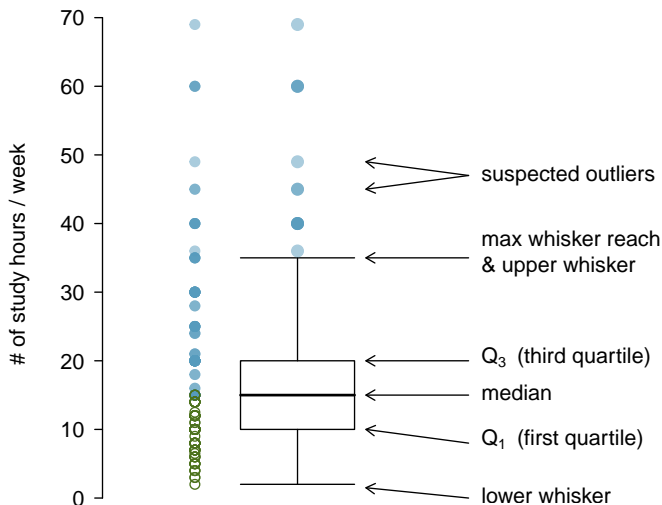 70
60
50
40
30
20
10
0
# of study hours / week
suspected outliers
max whisker reach
& upper whisker
Q₃ (third quartile)
median
Q₁ (first quartile)
lower whisker